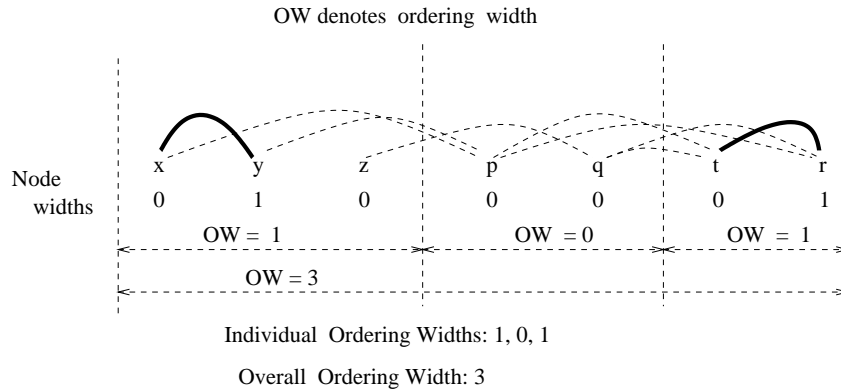 OW denotes ordering width
x y z p q t r
Node widths
0 1 0 0 0 0 1
OW = 1 OW = 0 OW = 1
OW = 3
Individual Ordering Widths: 1, 0, 1
Overall Ordering Width: 3